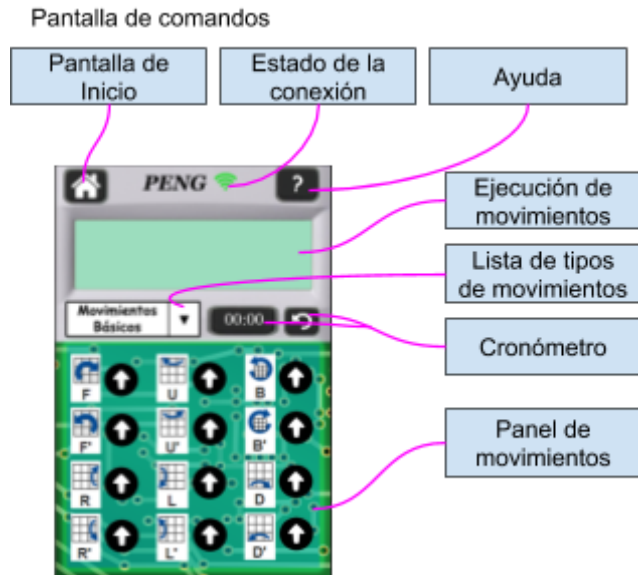 Pantalla de comandos
Pantalla de
Inicio
Estado de la
conexión
Ayuda
PENG
?
Ejecución de
movimientos
Lista de tipos
de movimientos
Movimientos
Básicos
00:00
Cronómetro
F
U
B
F'
U'
B'
Panel de
movimientos
R
L
D
R'
L'
D'